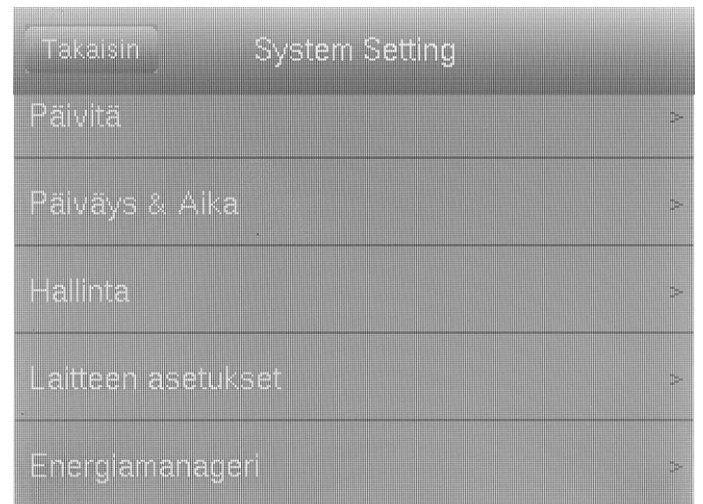 Takaisin System Setting
Päivitä >
Päiväys & Aika >
Hallinta >
Laitteen asetukset >
Energiamanageri >